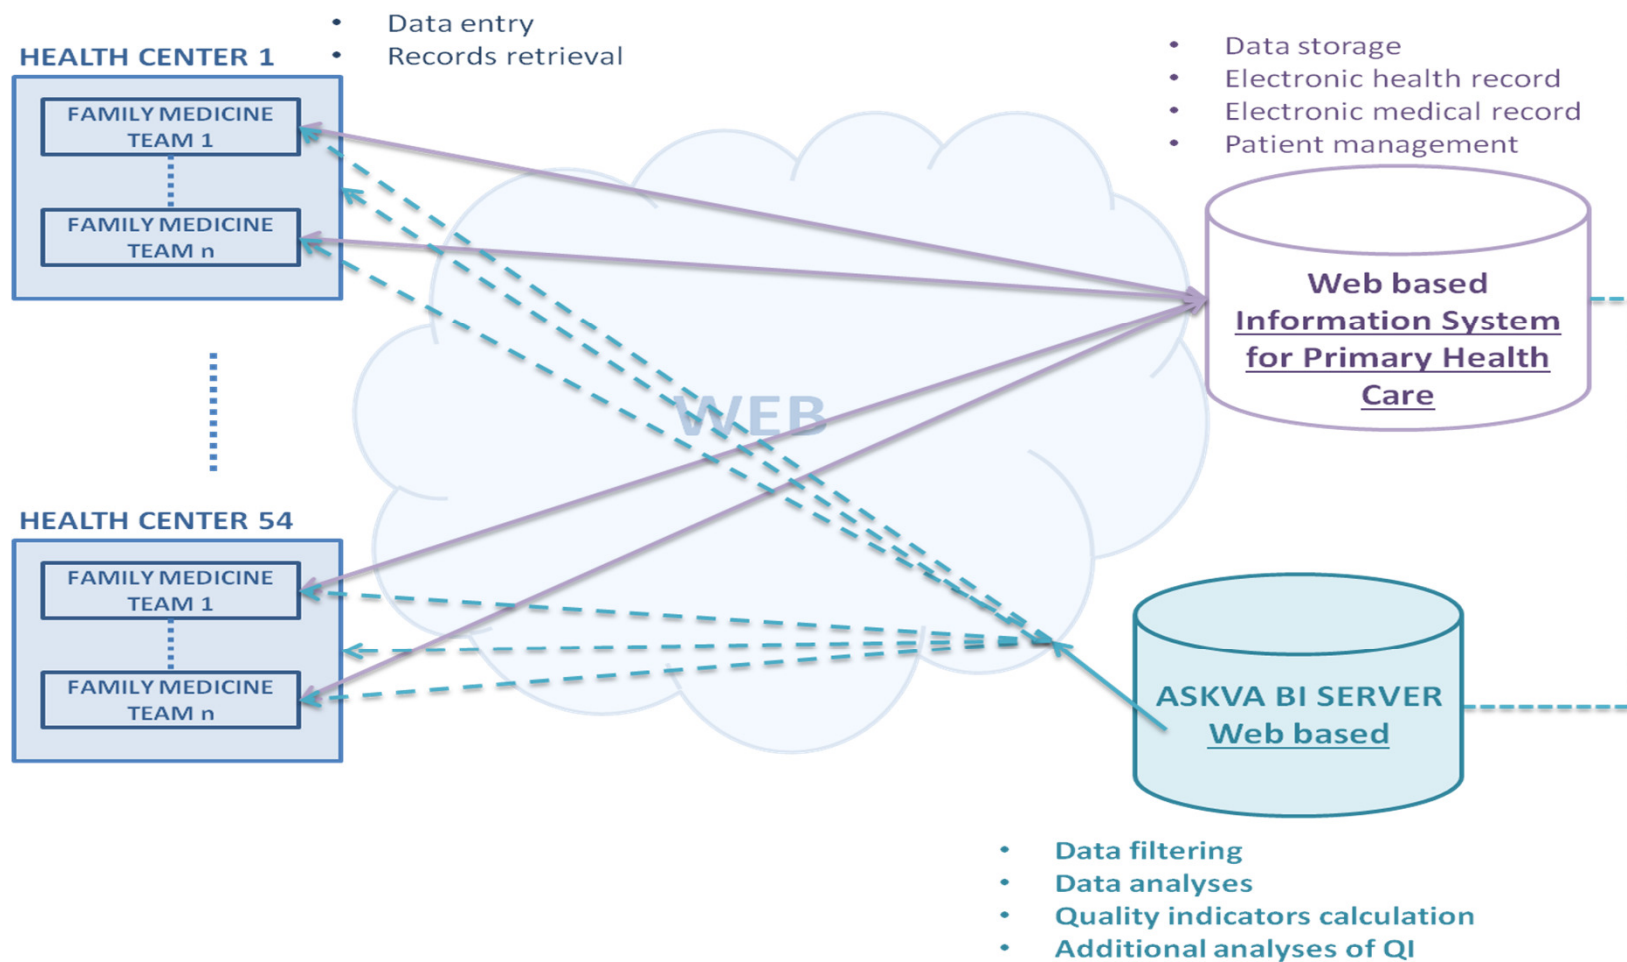 • Data entry
• Records retrieval
HEALTH CENTER 1
FAMILY MEDICINE
TEAM 1
FAMILY MEDICINE
TEAM n
• Data storage
• Electronic health record
• Electronic medical record
• Patient management
Web based
Information System
for Primary Health
Care
WEB
HEALTH CENTER 54
FAMILY MEDICINE
TEAM 1
FAMILY MEDICINE
TEAM n
ASKVA BI SERVER
Web based
• Data filtering
• Data analyses
• Quality indicators calculation
• Additional analyses of QI